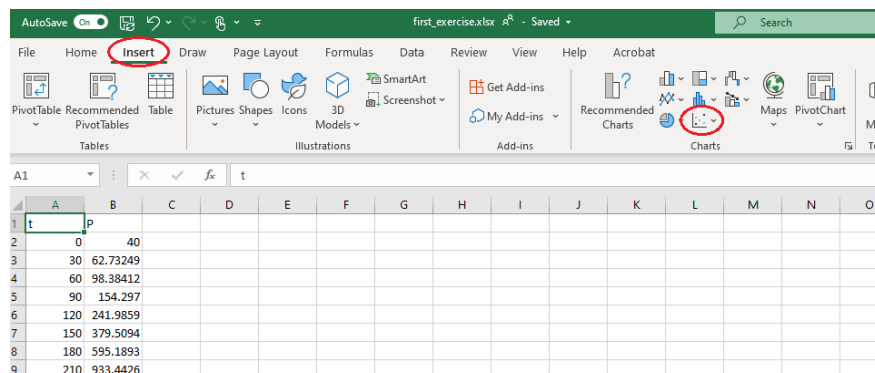 AutoSave On first_exercise.xlsx - Saved Search
File Home Insert Draw Page Layout Formulas Data Review View Help Acrobat
PivotTable Recommended PivotTables Table
Tables
Pictures Shapes Icons 3D Models SmartArt Screenshot
Illustrations
Get Add-ins
My Add-ins
Add-ins
Recommended Charts Maps PivotChart
Charts
A1 fx t
A B C D E F G H I J K L M N O
1 t P
2 0 40
3 30 62.73249
4 60 98.38412
5 90 154.297
6 120 241.9859
7 150 379.5094
8 180 595.1893
9 210 933.4426